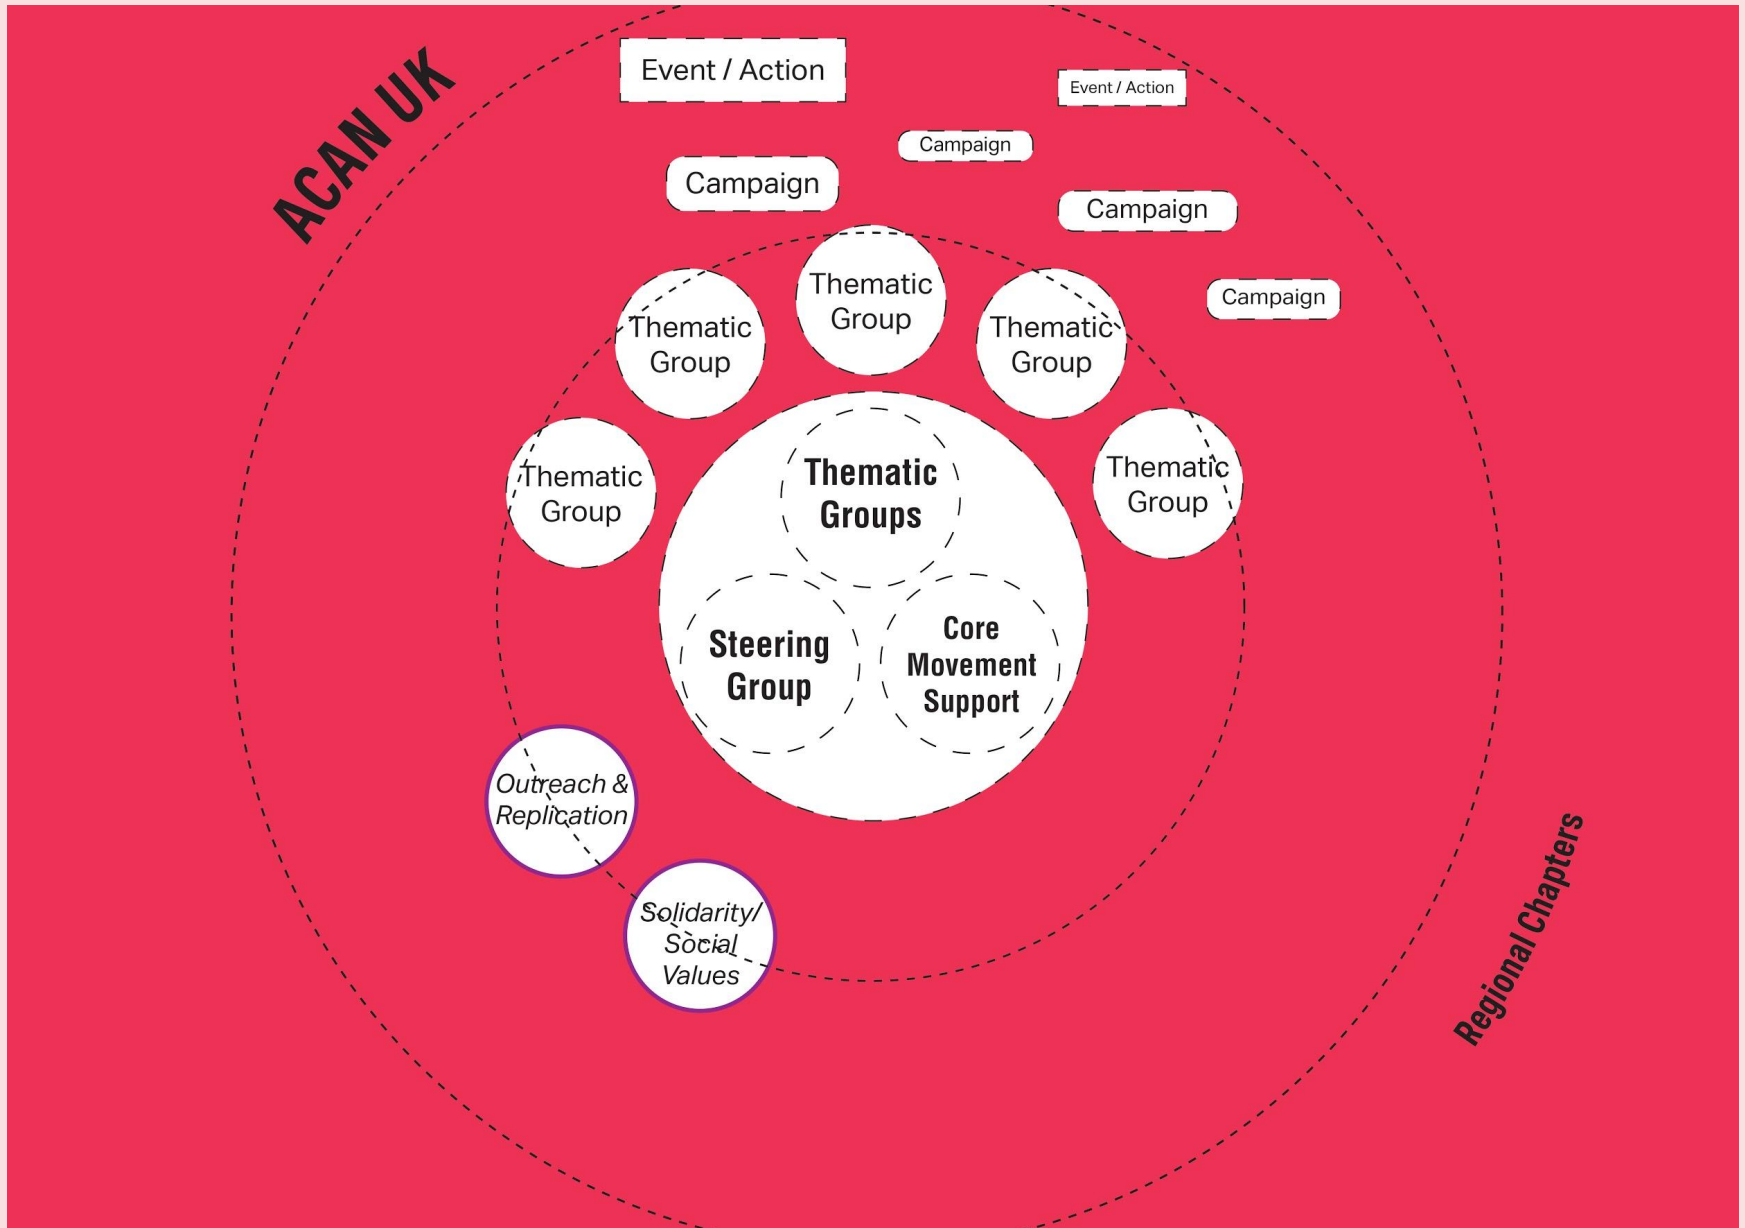 ACAN UK
Event / Action
Event / Action
Campaign
Campaign
Campaign
Campaign
Thematic
Group
Thematic
Group
Thematic
Group
Thematic
Group
Thematic
Group
Thematic
Groups
Steering
Group
Core
Movement
Support
Outreach &
Replication
Solidarity/
Social
Values
Regional Chapters